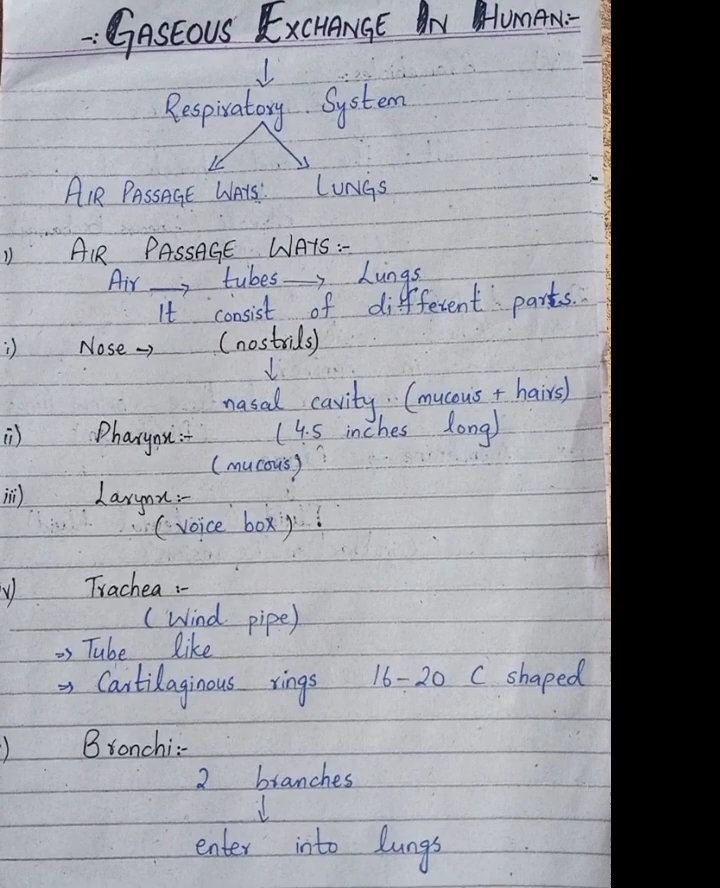 -: GASEOUS EXCHANGE IN HUMAN:-
↓
Respiratory System
AIR PASSAGE WAYS: LUNGS
1) AIR PASSAGE WAYS:-
Air → tubes → Lungs
It consist of different parts.
i) Nose → (nostrils)
↓
nasal cavity. (mucous + hairs)
ii) Pharynx:- (4.5 inches long)
(mucous)
iii) Larynx:-
(voice box)
v) Trachea :-
(Wind pipe)
⇒ Tube like
⇒ Cartilaginous rings 16-20 C shaped
) Bronchi:-
2 branches
↓
enter into lungs